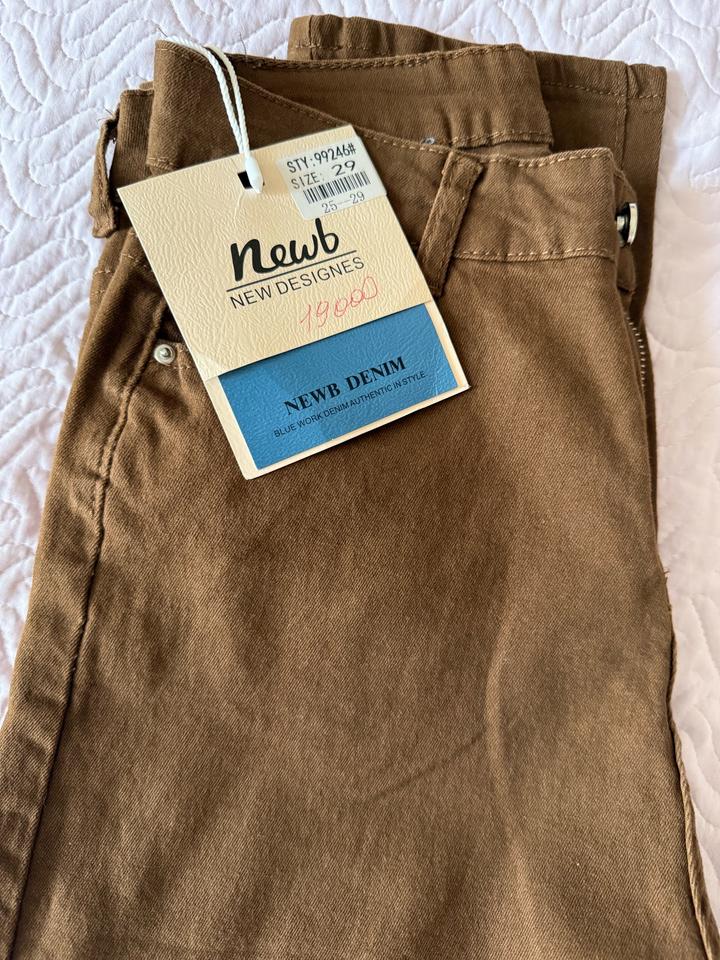 STY:99246#
SIZE: 29
25--29
newb
NEW DESIGNES
19000
NEWB DENIM
BLUE WORK DENIM AUTHENTIC IN STYLE